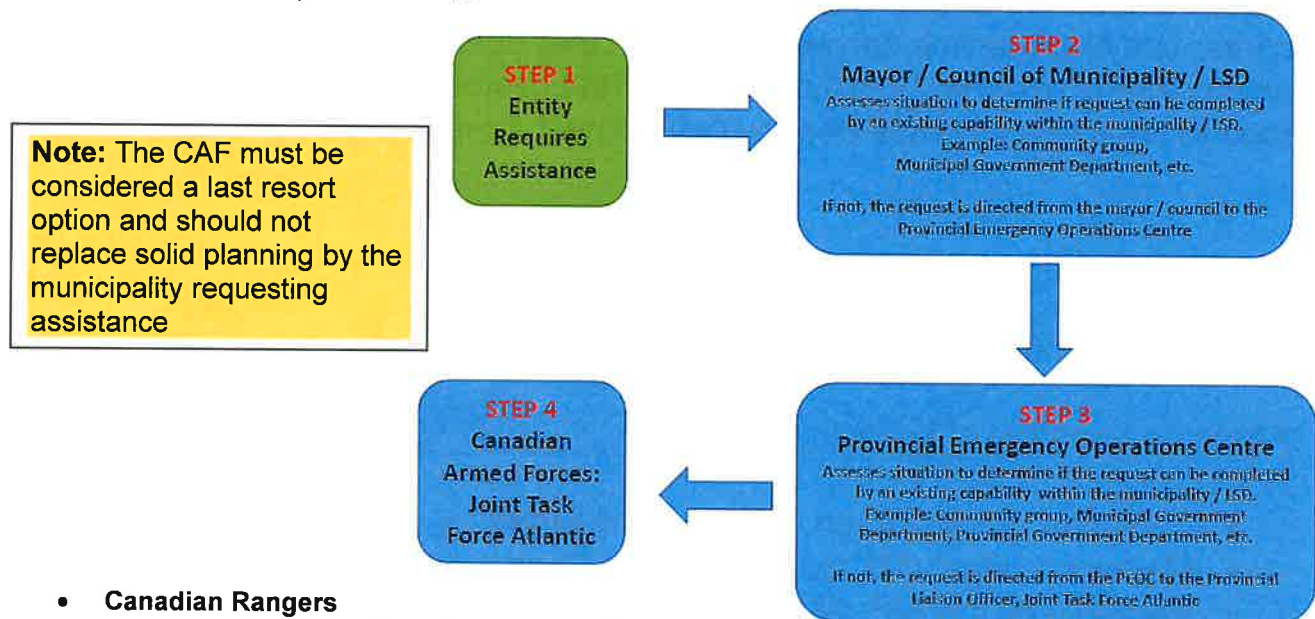 STEP 1
Entity
Requires
Assistance
STEP 2
Mayor / Council of Municipality / LSD
Assesses situation to determine if request can be completed
by an existing capability within the municipality / LSD.
Example: Community group,
Municipal Government Department, etc.
If not, the request is directed from the mayor / council to the
Provincial Emergency Operations Centre
Note: The CAF must be
considered a last resort
option and should not
replace solid planning by the
municipality requesting
assistance
STEP 3
Provincial Emergency Operations Centre
Assesses situation to determine if the request can be completed
by an existing capability within the municipality / LSD.
Example: Community group, Municipal Government
Department, Provincial Government Department, etc.
If not, the request is directed from the PEOC to the Provincial
Liaison Officer, Joint Task Force Atlantic
STEP 4
Canadian
Armed Forces:
Joint Task
Force Atlantic
• Canadian Rangers